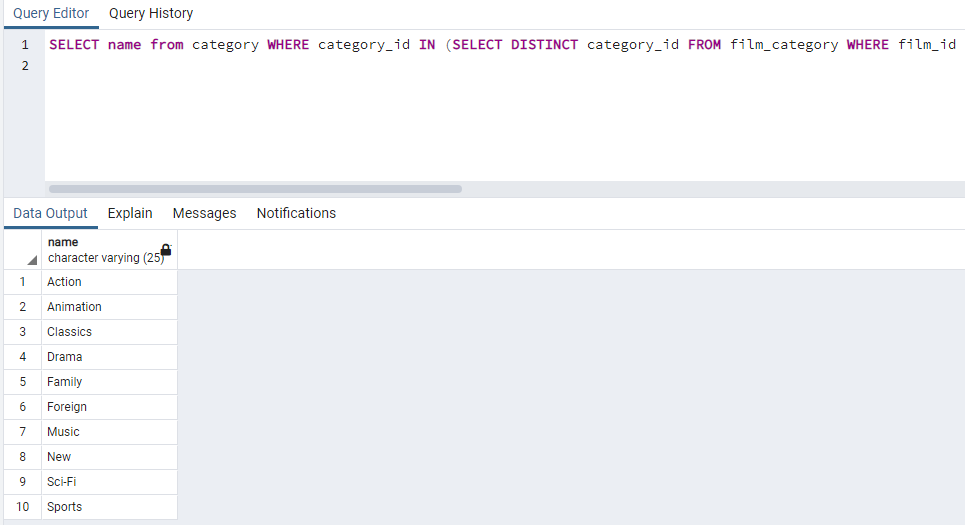 Query Editor Query History
1 SELECT name from category WHERE category_id IN (SELECT DISTINCT category_id FROM film_category WHERE film_id
2
Data Output Explain Messages Notifications
name
character varying (25)
1 Action
2 Animation
3 Classics
4 Drama
5 Family
6 Foreign
7 Music
8 New
9 Sci-Fi
10 Sports